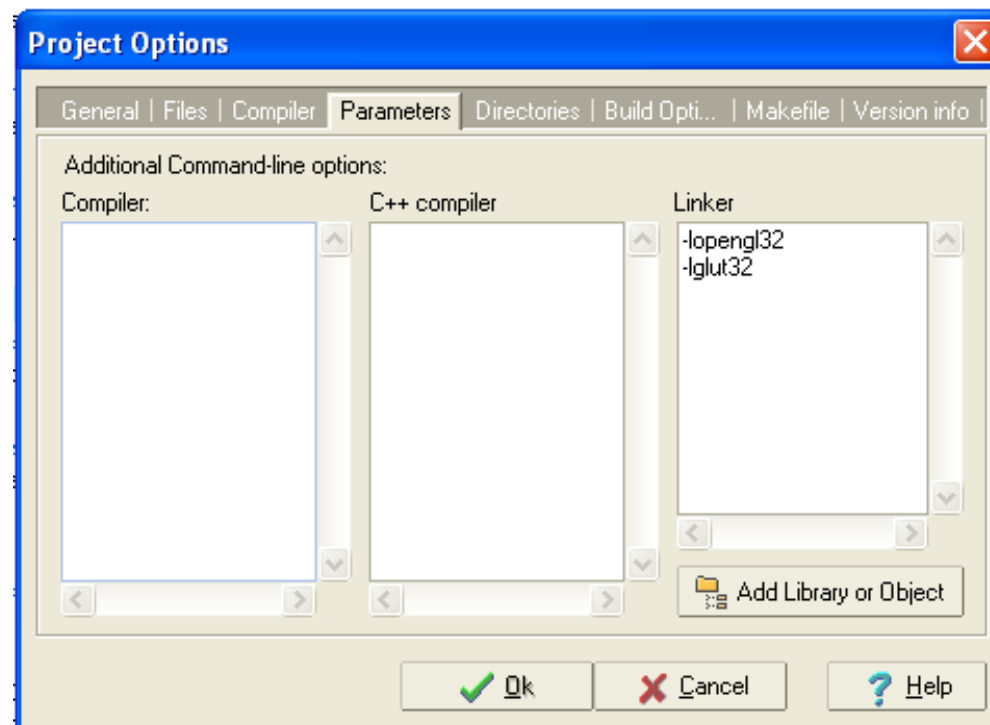 Project Options
General | Files | Compiler Parameters Directories | Build Opti... | Makefile | Version info |
Additional Command-line options:
Compiler: C++ compiler Linker
-lopengl32
-lglut32
Add Library or Object
Ok Cancel Help